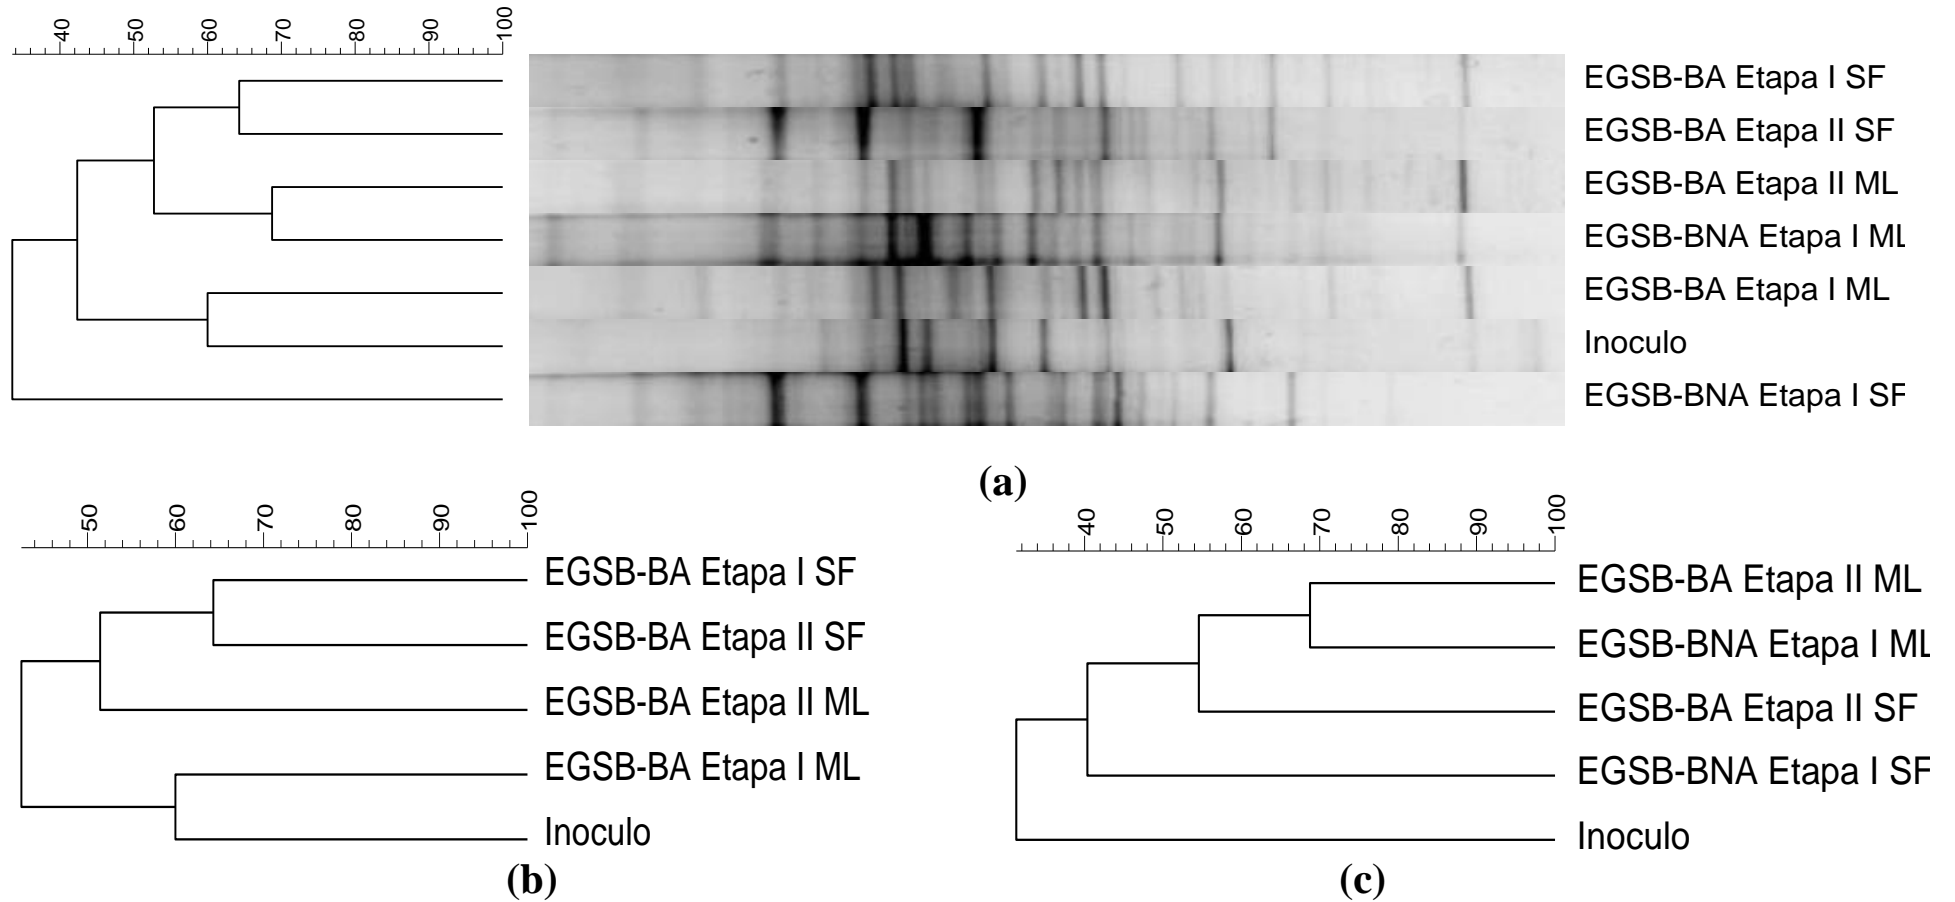 40 50 60 70 80 90 100
EGSB-BA Etapa I SF
EGSB-BA Etapa II SF
EGSB-BA Etapa II ML
EGSB-BNA Etapa I ML
EGSB-BA Etapa I ML
Inoculo
EGSB-BNA Etapa I SF
(a)
50 60 70 80 90 100
EGSB-BA Etapa I SF
EGSB-BA Etapa II SF
EGSB-BA Etapa II ML
EGSB-BA Etapa I ML
Inoculo
(b)
40 50 60 70 80 90 100
EGSB-BA Etapa II ML
EGSB-BNA Etapa I ML
EGSB-BA Etapa II SF
EGSB-BNA Etapa I SF
Inoculo
(c)